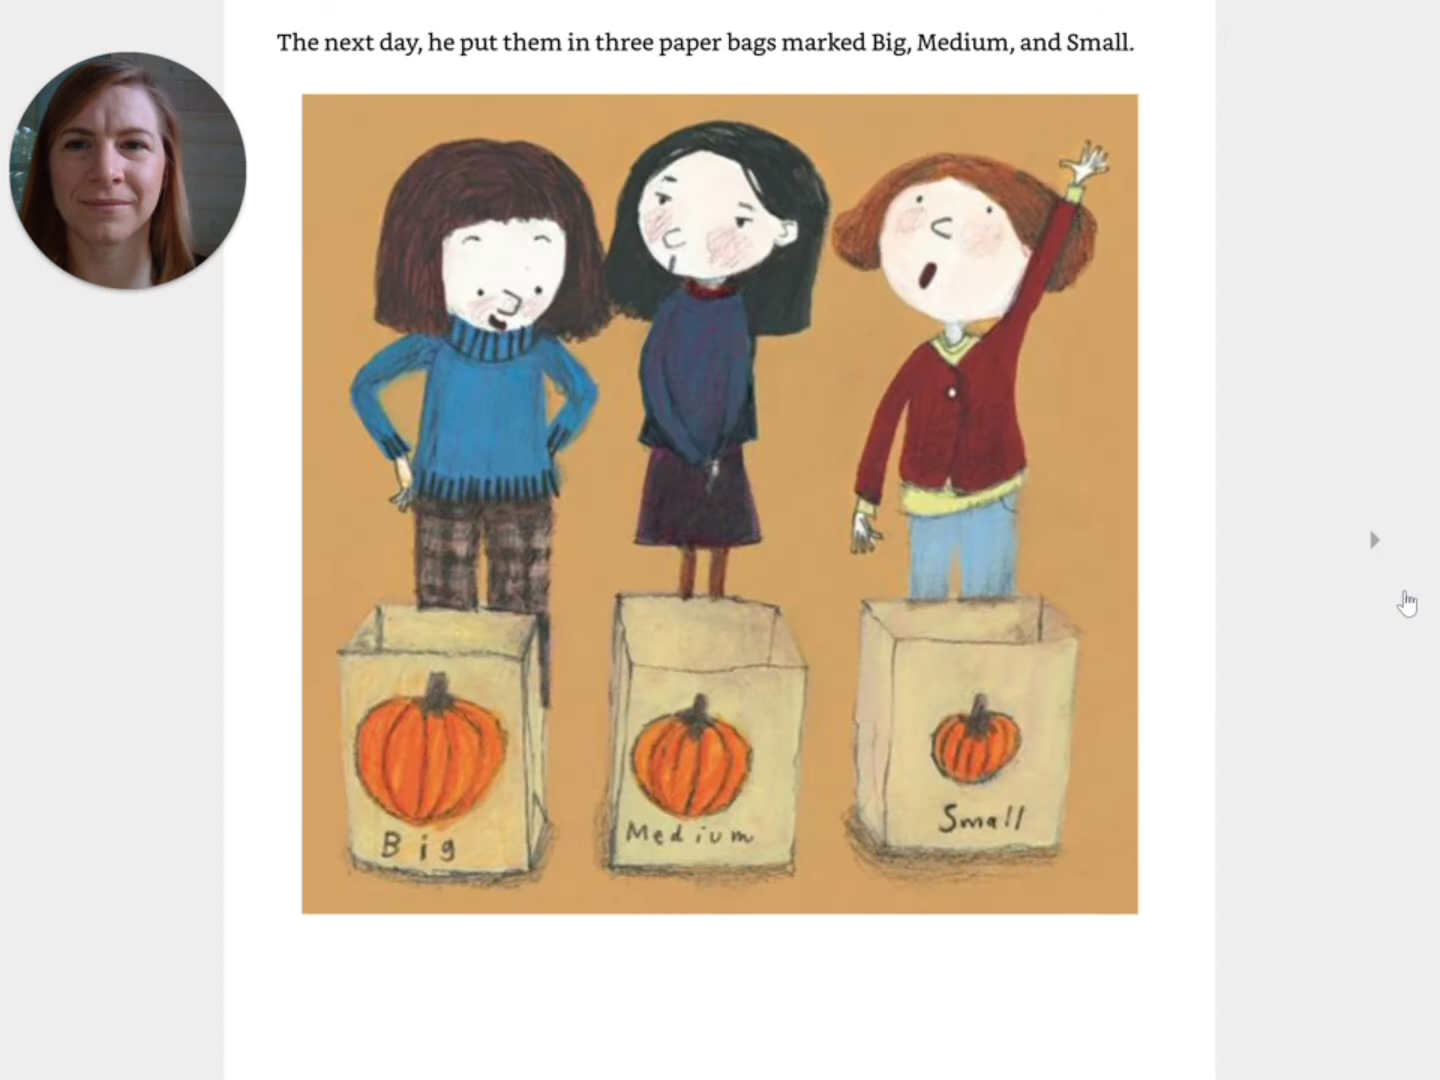 The next day, he put them in three paper bags marked Big, Medium, and Small.
Big
Medium
Small